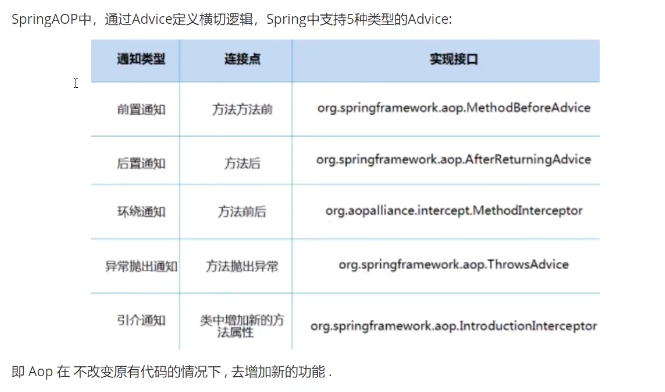 SpringAOP中，通过Advice定义横切逻辑，Spring中支持5种类型的Advice:
通知类型 连接点 实现接口
前置通知 方法方法前 org.springframework.aop.MethodBeforeAdvice
后置通知 方法后 org.springframework.aop.AfterReturningAdvice
环绕通知 方法前后 org.aopalliance.intercept.MethodInterceptor
异常抛出通知 方法抛出异常 org.springframework.aop.ThrowsAdvice
引介通知 类中增加新的方
法属性 org.springframework.aop.IntroductionInterceptor
即 Aop 在 不改变原有代码的情况下 , 去增加新的功能 .